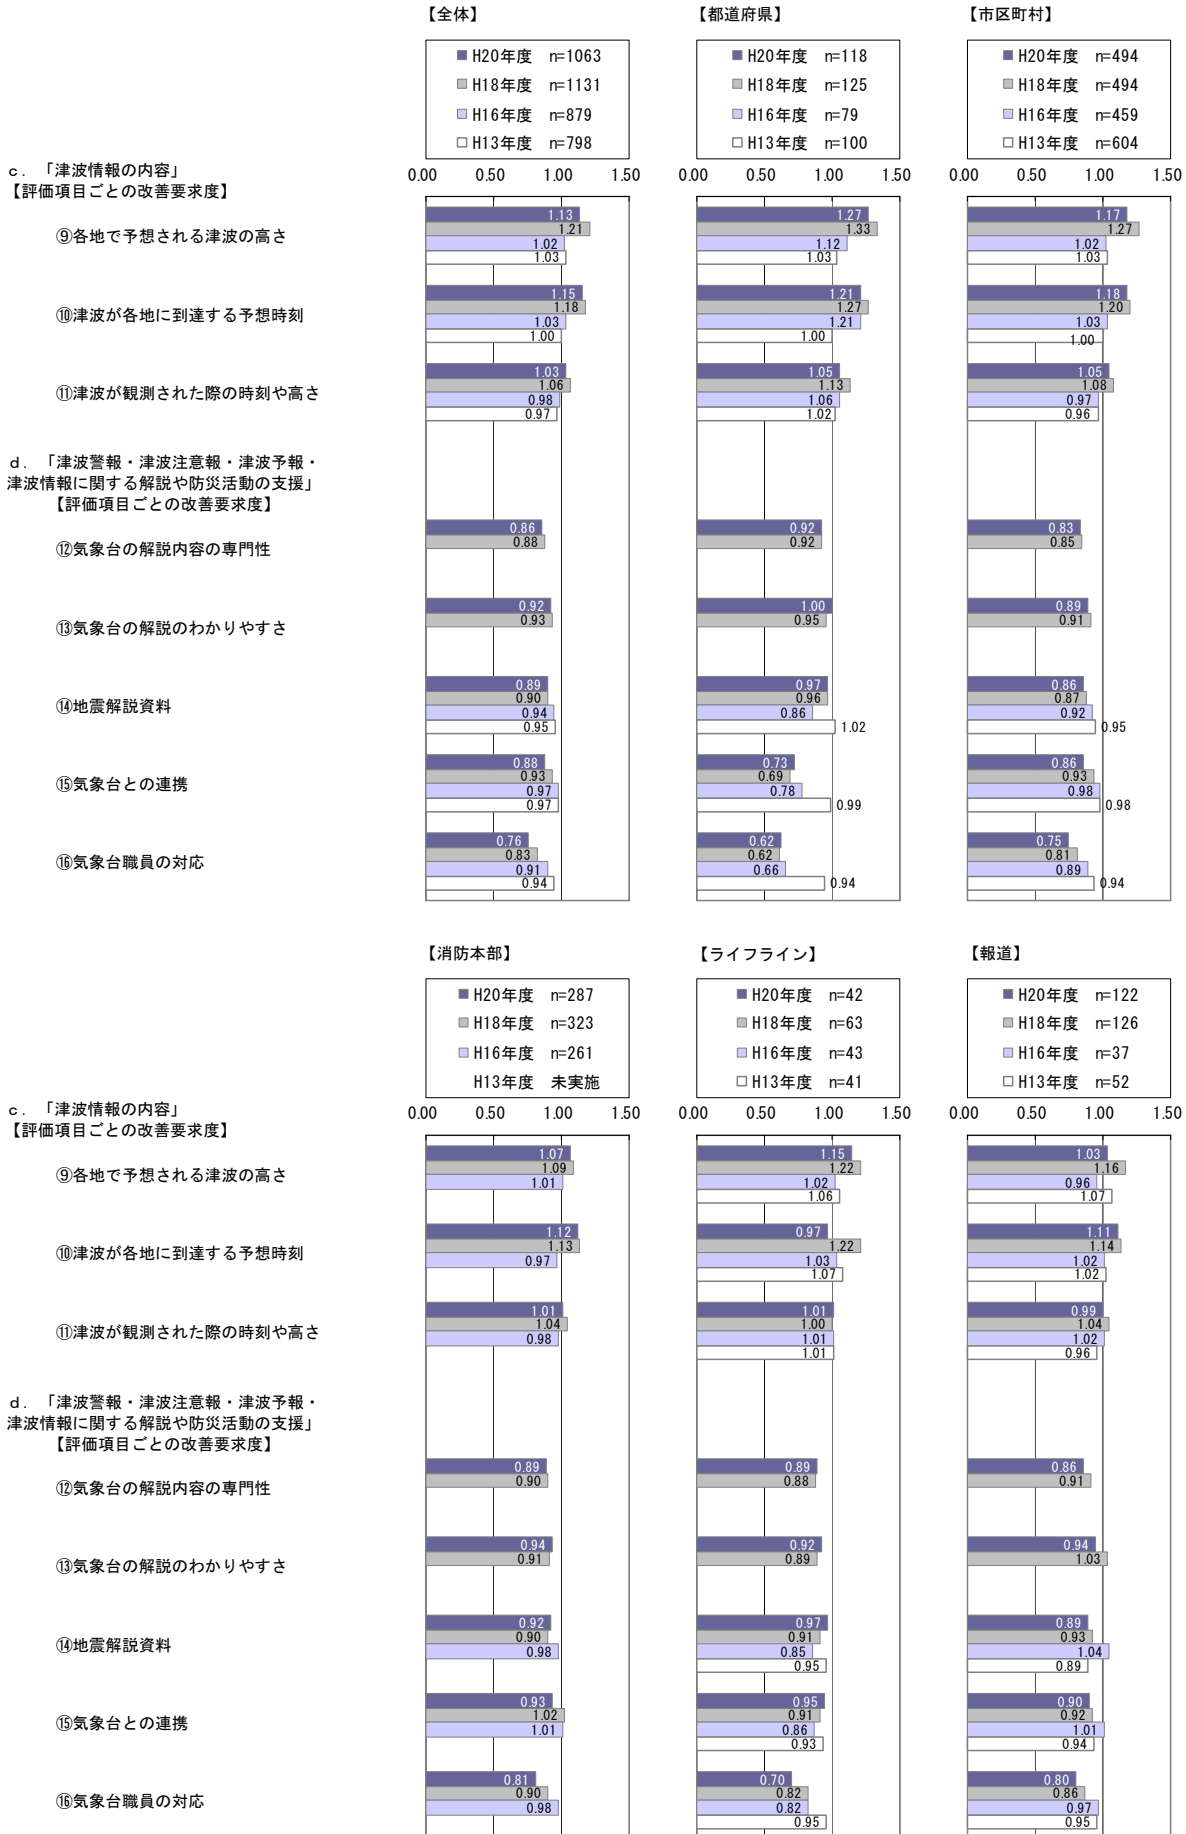 【全体】
【都道府県】
【市区町村】
H20年度 n=1063
H18年度 n=1131
H16年度 n=879
H13年度 n=798
H20年度 n=118
H18年度 n=125
H16年度 n=79
H13年度 n=100
H20年度 n=494
H18年度 n=494
H16年度 n=459
H13年度 n=604
c. 「津波情報の内容」
【評価項目ごとの改善要求度】
0.00 0.50 1.00 1.50
0.00 0.50 1.00 1.50
0.00 0.50 1.00 1.50
⑨各地で予想される津波の高さ
1.13 1.27 1.17
1.21 1.33 1.27
1.02 1.12 1.02
1.03 1.03 1.03
⑩津波が各地に到達する予想時刻
1.15 1.21 1.18
1.18 1.27 1.20
1.03 1.21 1.03
1.00 1.00 1.00
⑪津波が観測された際の時刻や高さ
1.03 1.05 1.05
1.06 1.13 1.08
0.98 1.06 0.97
0.97 1.02 0.96
d. 「津波警報・津波注意報・津波予報・
津波情報に関する解説や防災活動の支援」
【評価項目ごとの改善要求度】
⑫気象台の解説内容の専門性
0.86 0.92 0.83
0.88 0.92 0.85
⑬気象台の解説のわかりやすさ
0.92 1.00 0.89
0.93 0.95 0.91
⑭地震解説資料
0.89 0.97 0.86
0.90 0.96 0.87
0.94 0.86 0.92
0.95 1.02 0.95
⑮気象台との連携
0.88 0.73 0.86
0.93 0.69 0.93
0.97 0.78 0.98
0.97 0.99 0.98
⑯気象台職員の対応
0.76 0.62 0.75
0.83 0.62 0.81
0.91 0.66 0.89
0.94 0.94 0.94
【消防本部】
【ライフライン】
【報道】
H20年度 n=287
H18年度 n=323
H16年度 n=261
H13年度 未実施
H20年度 n=42
H18年度 n=63
H16年度 n=43
H13年度 n=41
H20年度 n=122
H18年度 n=126
H16年度 n=37
H13年度 n=52
c. 「津波情報の内容」
【評価項目ごとの改善要求度】
0.00 0.50 1.00 1.50
0.00 0.50 1.00 1.50
0.00 0.50 1.00 1.50
⑨各地で予想される津波の高さ
1.07 1.15 1.03
1.09 1.22 1.16
1.01 1.02 0.96
1.06 1.07
⑩津波が各地に到達する予想時刻
1.12 0.97 1.11
1.13 1.22 1.14
0.97 1.03 1.02
1.07 1.02
⑪津波が観測された際の時刻や高さ
1.01 1.01 0.99
1.04 1.00 1.04
0.98 1.01 1.02
1.01 0.96
d. 「津波警報・津波注意報・津波予報・
津波情報に関する解説や防災活動の支援」
【評価項目ごとの改善要求度】
⑫気象台の解説内容の専門性
0.89 0.89 0.86
0.90 0.88 0.91
⑬気象台の解説のわかりやすさ
0.94 0.92 0.94
0.91 0.89 1.03
⑭地震解説資料
0.92 0.97 0.89
0.90 0.91 0.93
0.98 0.85 1.04
0.95 0.89
⑮気象台との連携
0.93 0.95 0.90
1.02 0.91 0.92
1.01 0.86 1.01
0.93 0.94
⑯気象台職員の対応
0.81 0.70 0.80
0.90 0.82 0.86
0.98 0.82 0.97
0.95 0.95